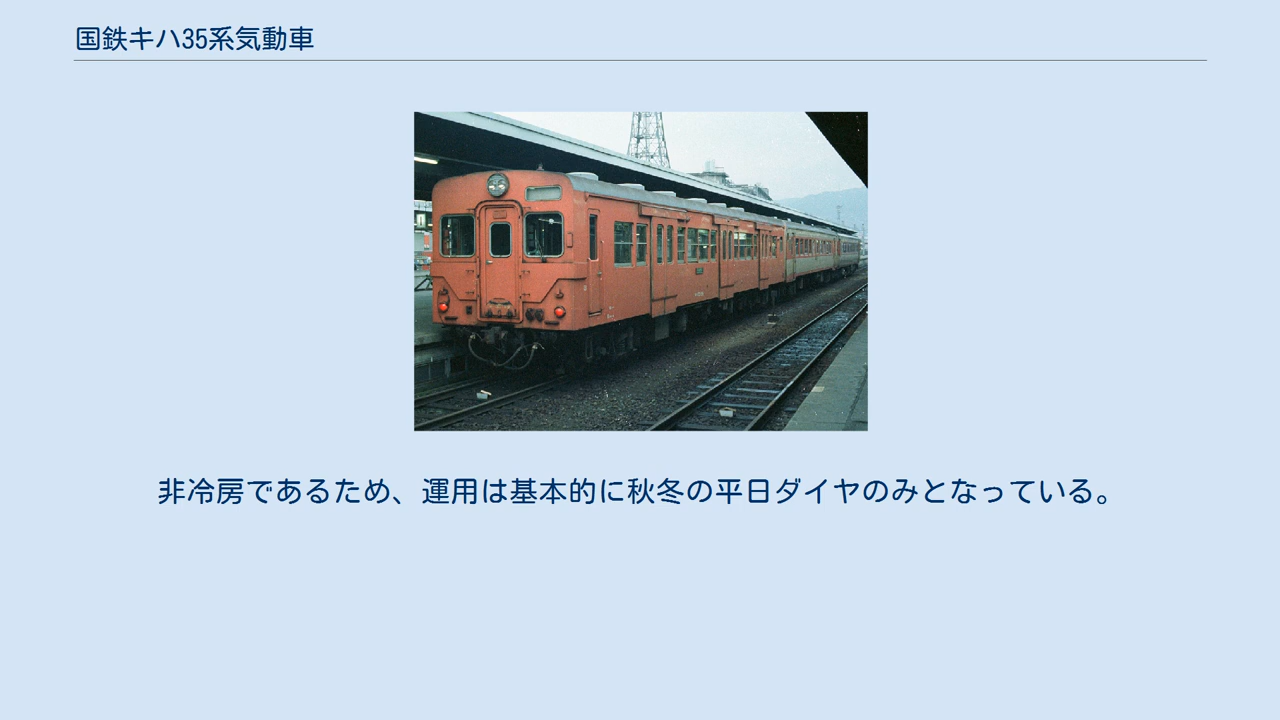 国鉄キハ35系気動車
非冷房であるため、運用は基本的に秋冬の平日ダイヤのみとなっている。